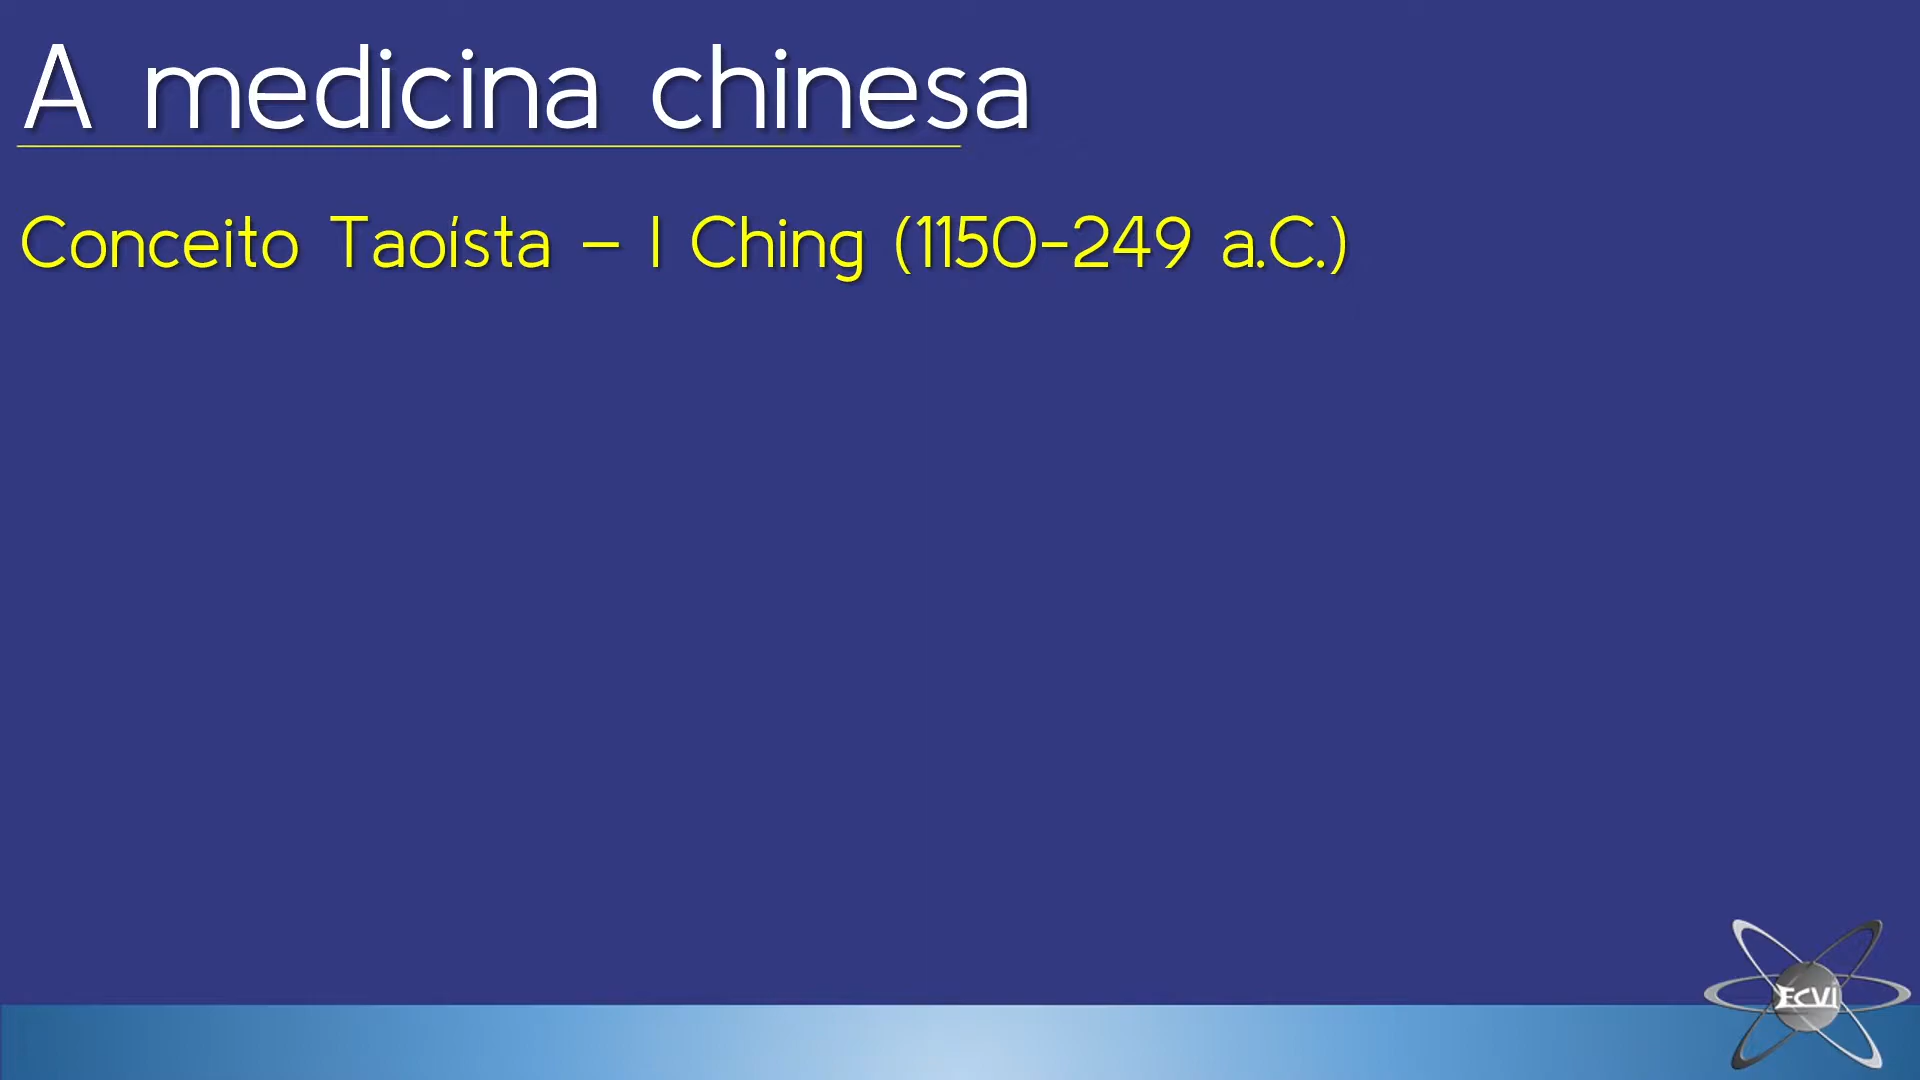 A medicina chinesa
Conceito Taoísta – I Ching (1150-249 a.C.)
ECVI